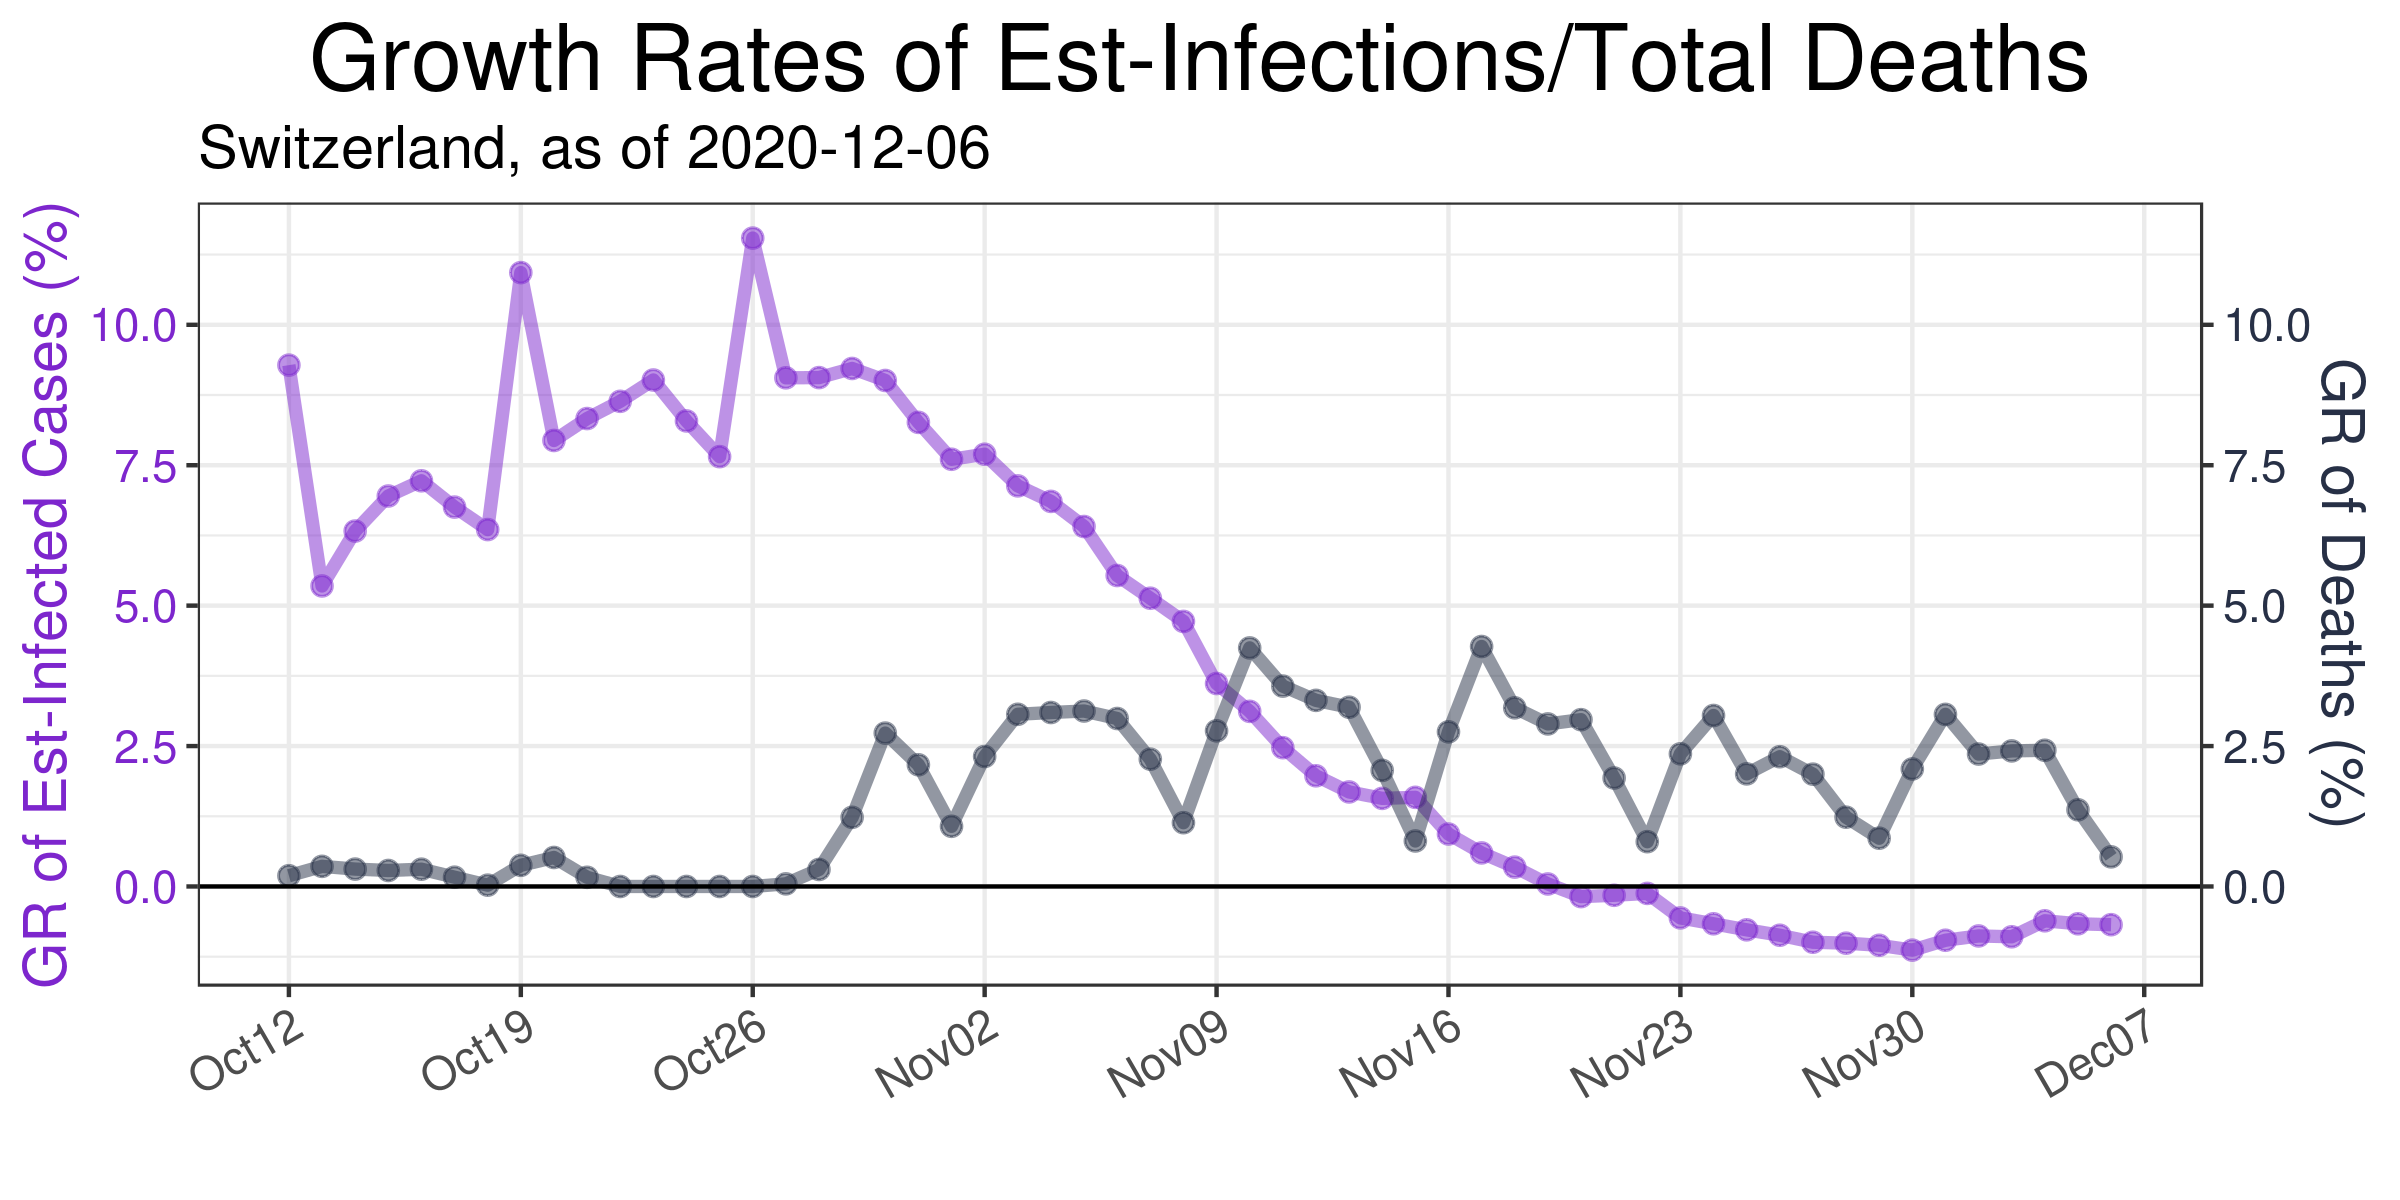 Growth Rates of Est-Infections/Total Deaths
Switzerland, as of 2020-12-06
GR of Est-Infected Cases (%)
10.0
7.5
5.0
2.5
0.0
10.0
7.5
5.0
2.5
0.0
GR of Deaths (%)
Oct12
Oct19
Oct26
Nov02
Nov09
Nov16
Nov23
Nov30
Dec07